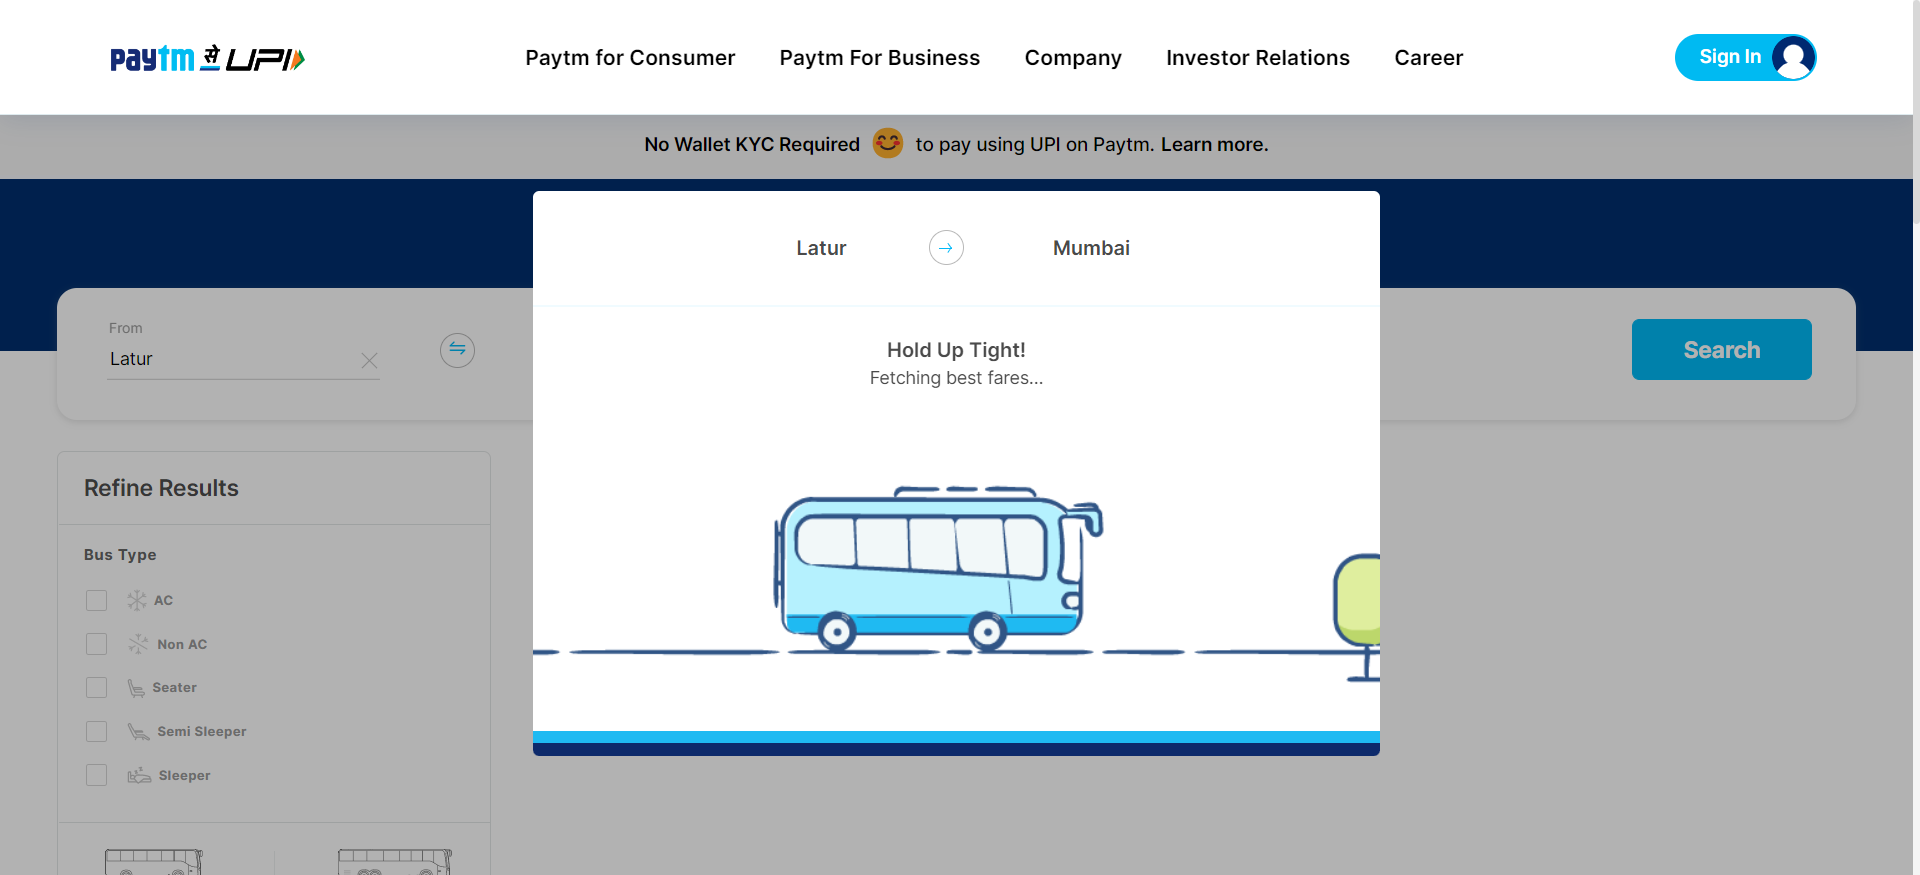 paytm से UPI
Paytm for Consumer
Paytm For Business
Company
Investor Relations
Career
Sign In
No Wallet KYC Required 😊 to pay using UPI on Paytm. Learn more.
Latur
Mumbai
Hold Up Tight!
Fetching best fares...
From
Latur
Search
Refine Results
Bus Type
AC
Non AC
Seater
Semi Sleeper
Sleeper